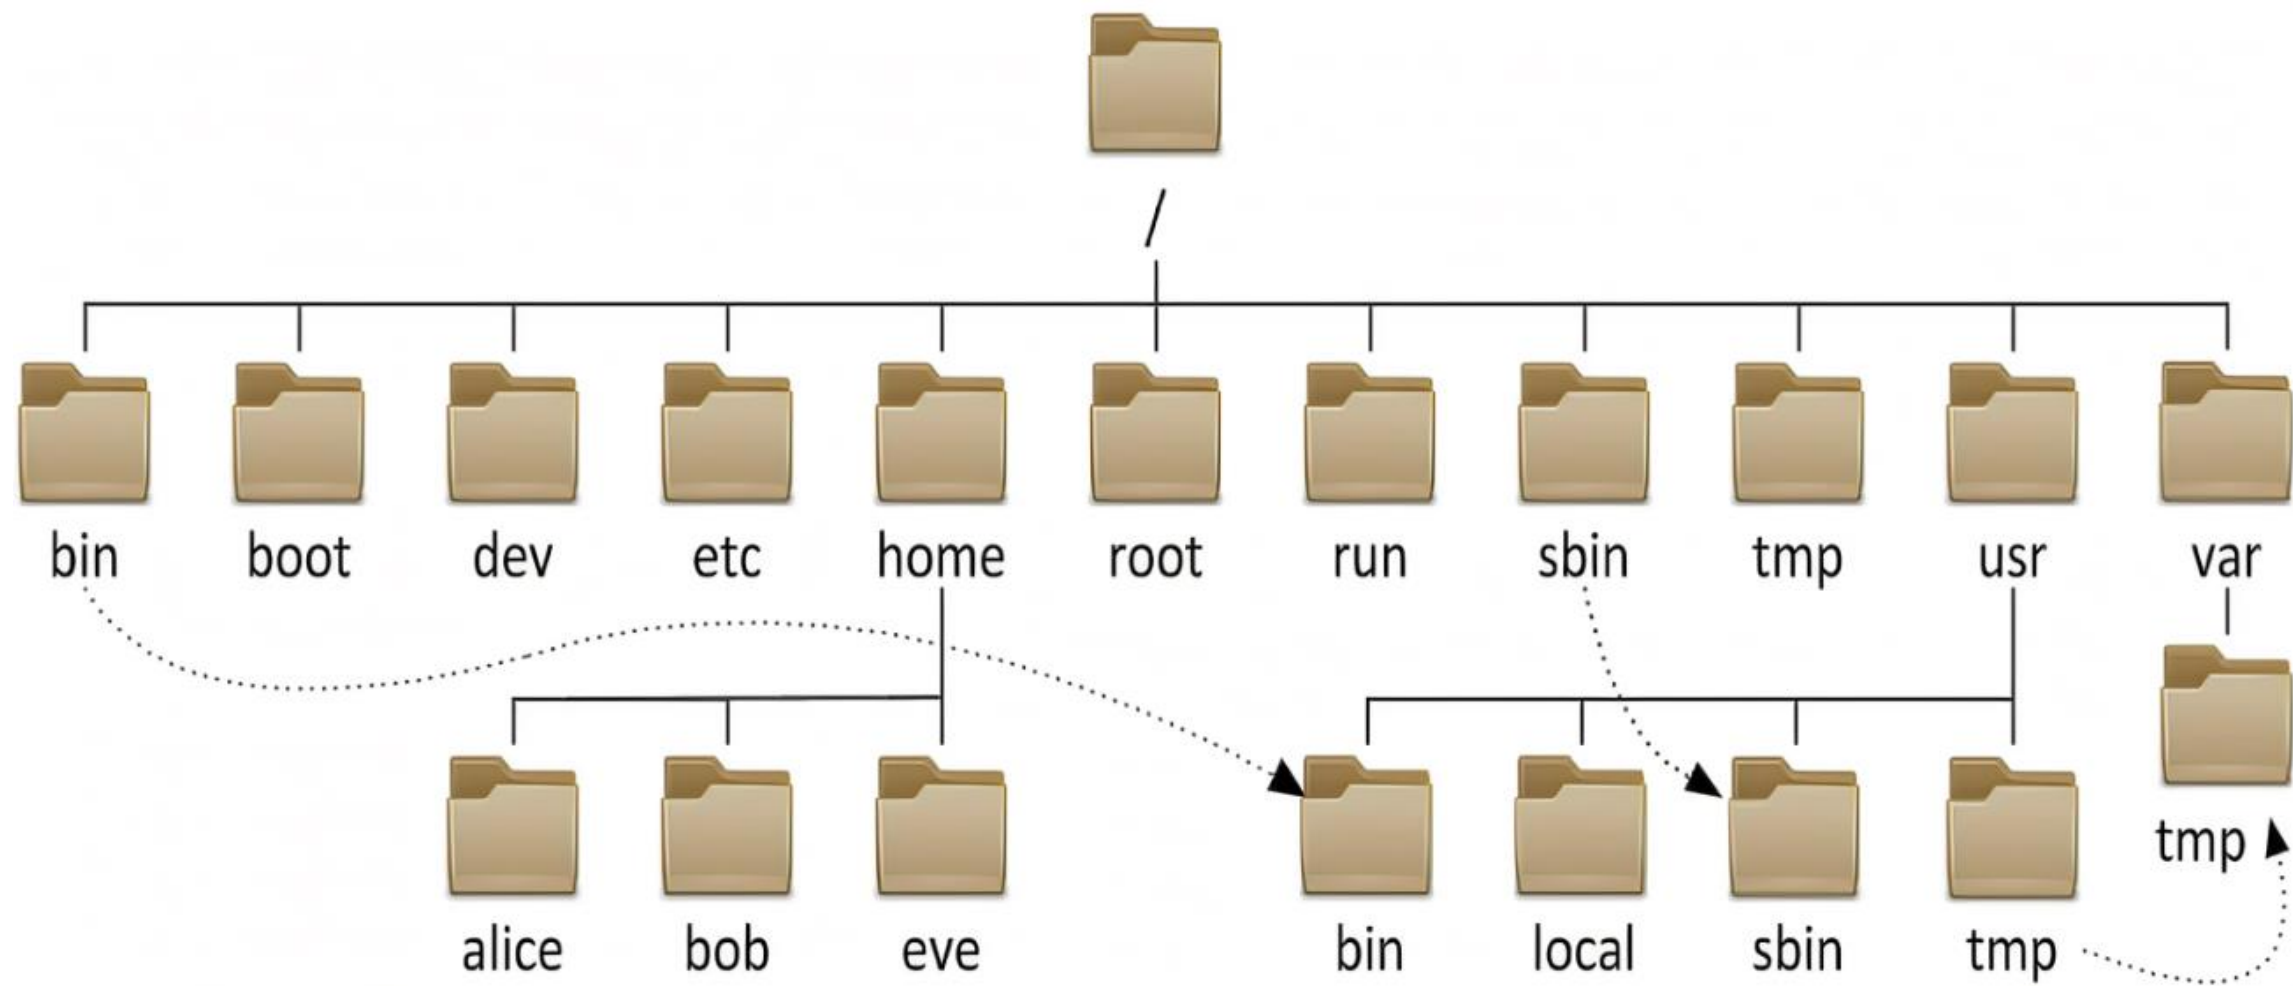 /
bin boot dev etc home root run sbin tmp usr var
tmp
alice bob eve bin local sbin tmp